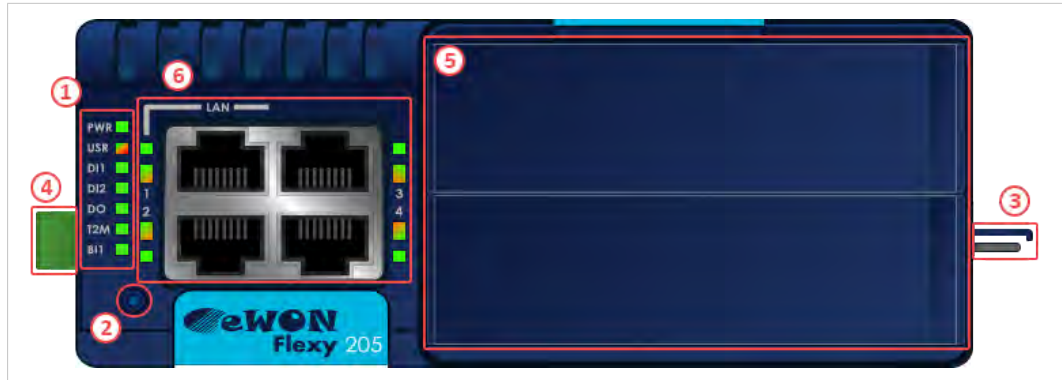 5
6
1
LAN
PWR
USR
DI1
DI2
DO
T2M
BI1
4
1
2
3
4
3
2
eWON
Flexy 205